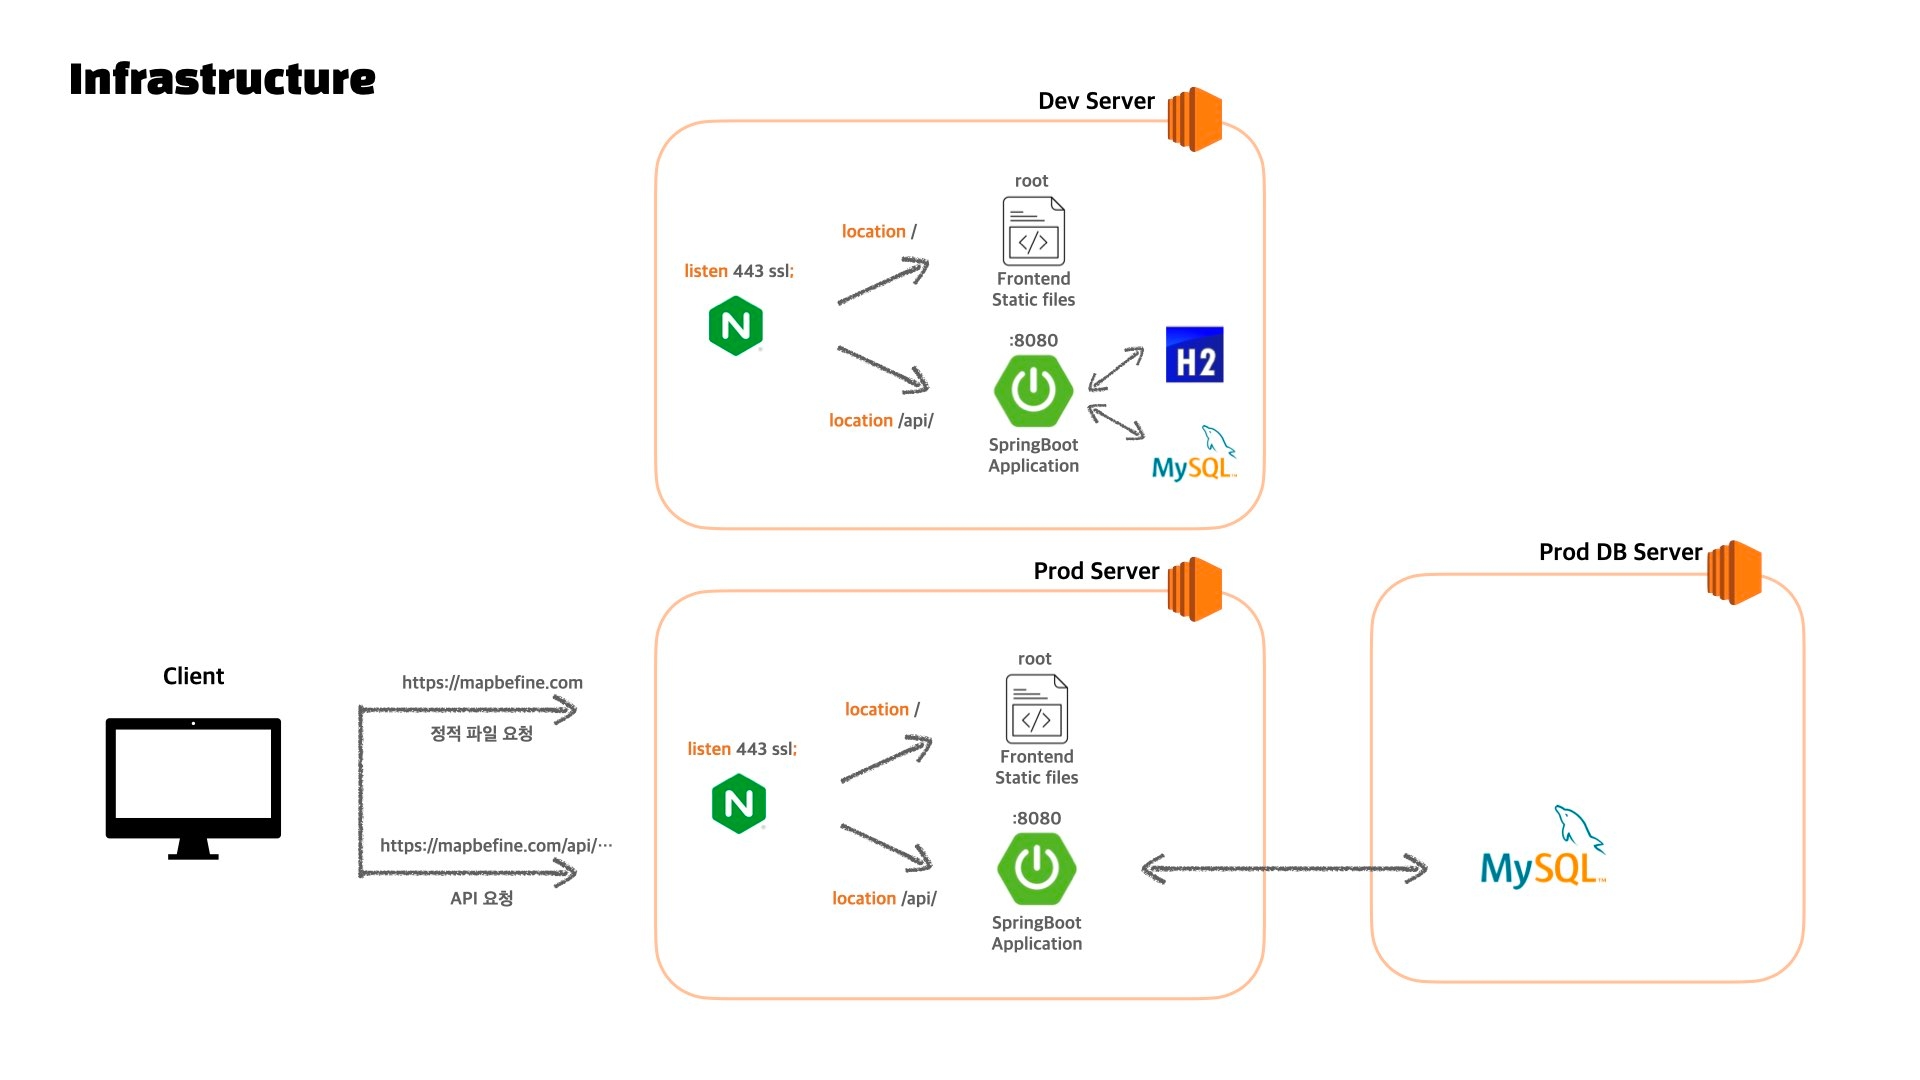 Infrastructure
Dev Server
root
location /
</>
listen 443 ssl;
Frontend
Static files
N
:8080
H2
location /api/
SpringBoot
Application
MySQL™
Prod Server
Prod DB Server
Client
https://mapbefine.com
정적 파일 요청
https://mapbefine.com/api/…
API 요청
root
location /
</>
listen 443 ssl;
Frontend
Static files
N
:8080
location /api/
SpringBoot
Application
MySQL™